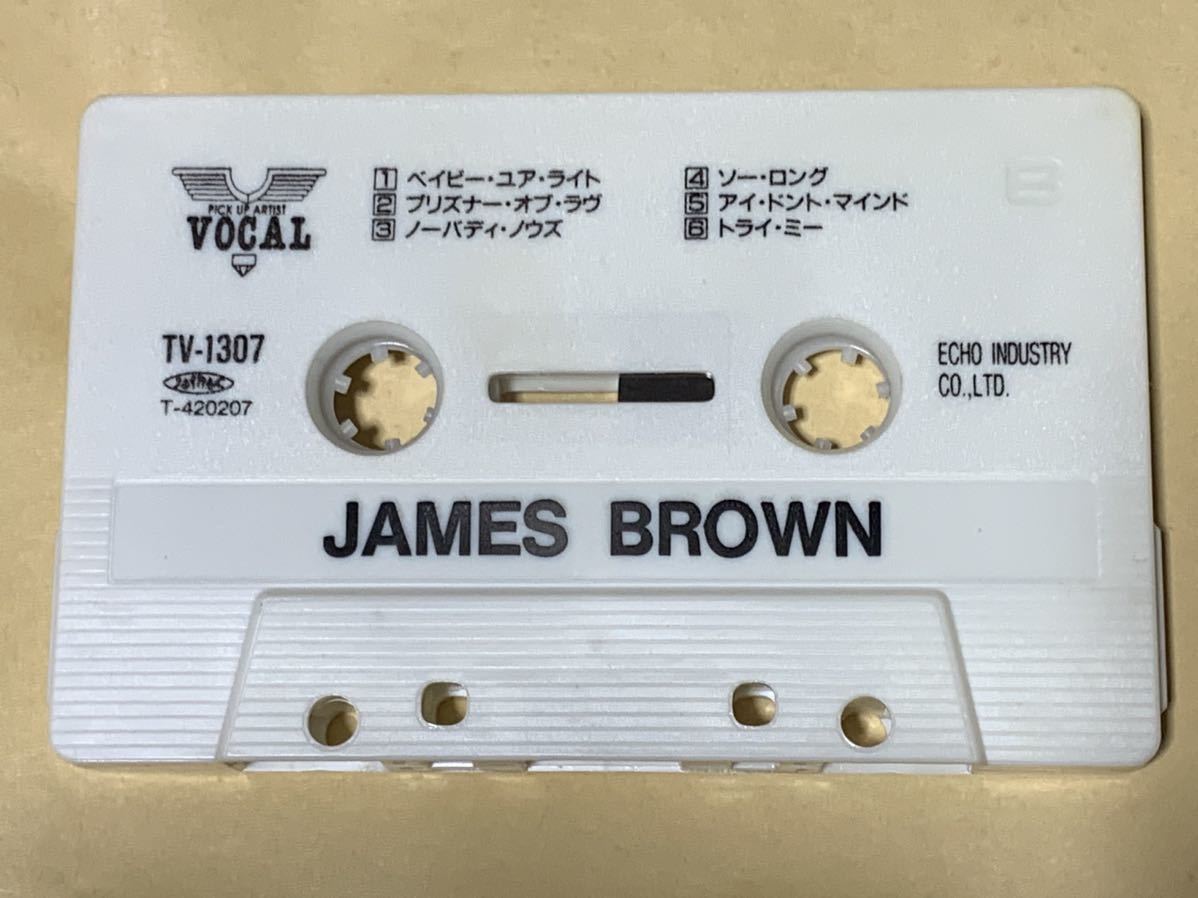 PICK UP ARTIST
VOCAL
1 ベイビー・ユア・ライト
2 プリズナー・オブ・ラヴ
3 ノーバディ・ノウズ
4 ソー・ロング
5 アイ・ドント・マインド
6 トライ・ミー
B
TV-1307
T-420207
ECHO INDUSTRY
CO.,LTD.
JAMES BROWN